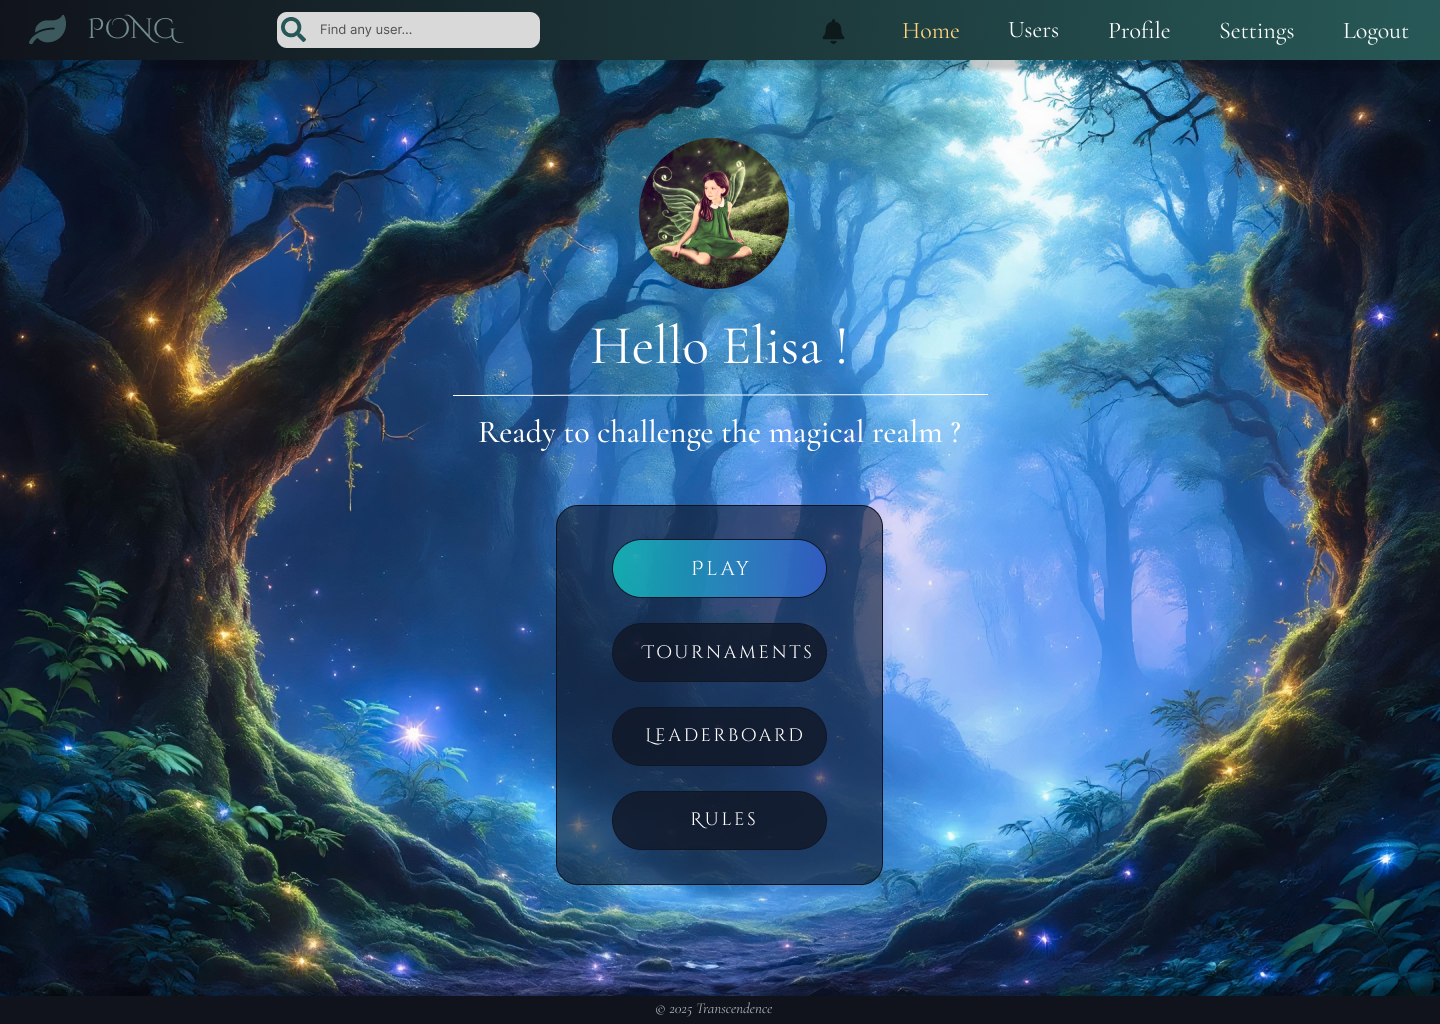 PONG
Find any user...
Home
Users
Profile
Settings
Logout
Hello Elisa !
Ready to challenge the magical realm ?
PLAY
TOURNAMENTS
LEADERBOARD
RULES
© 2025 Transcendence